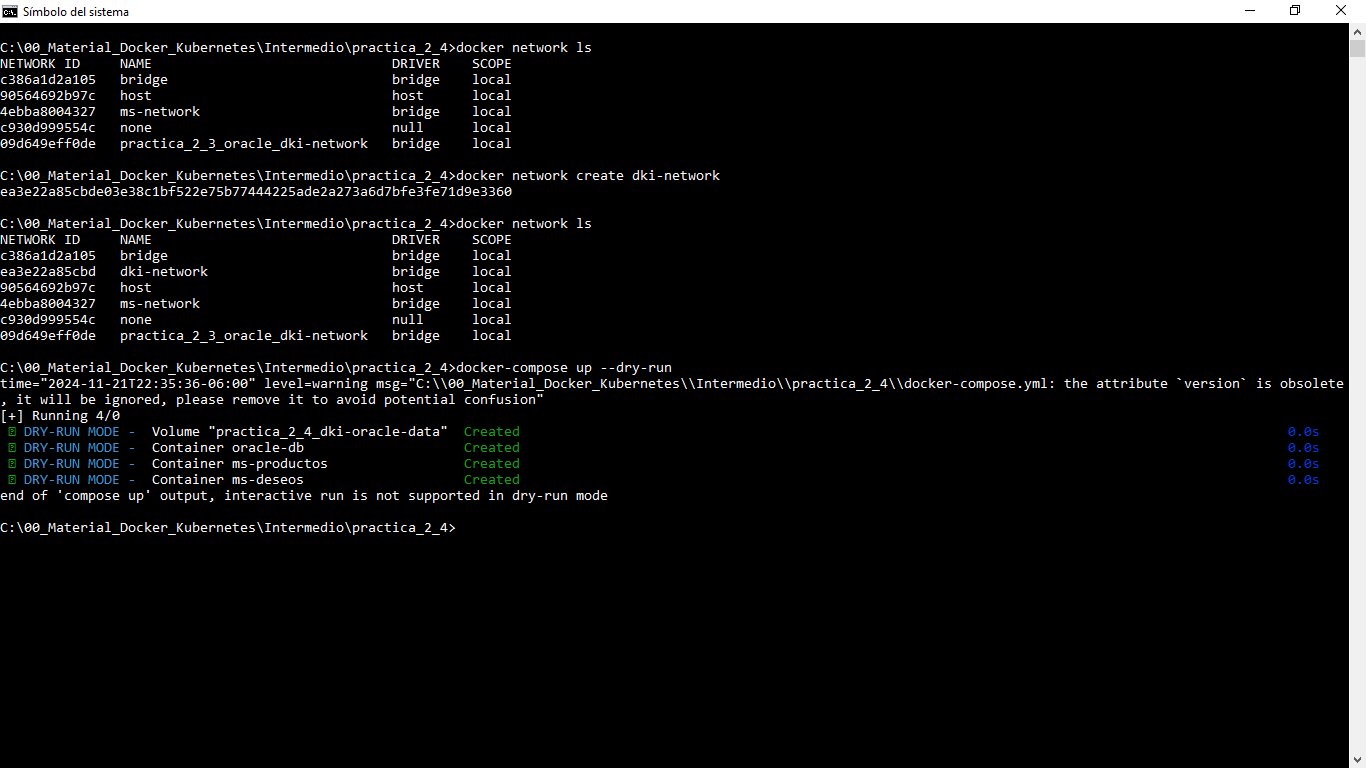 Símbolo del sistema
C:\00_Material_Docker_Kubernetes\Intermedio\practica_2_4>docker network ls
NETWORK ID     NAME                              DRIVER    SCOPE
c386a1d2a105   bridge                            bridge    local
90564692b97c   host                              host      local
4ebba8004327   ms-network                        bridge    local
c930d999554c   none                              null      local
09d649eff0de   practica_2_3_oracle_dki-network   bridge    local
C:\00_Material_Docker_Kubernetes\Intermedio\practica_2_4>docker network create dki-network
ea3e22a85cbde03e38c1bf522e75b77444225ade2a273a6d7bfe3fe71d9e3360
C:\00_Material_Docker_Kubernetes\Intermedio\practica_2_4>docker network ls
NETWORK ID     NAME                              DRIVER    SCOPE
c386a1d2a105   bridge                            bridge    local
ea3e22a85cbd   dki-network                       bridge    local
90564692b97c   host                              host      local
4ebba8004327   ms-network                        bridge    local
c930d999554c   none                              null      local
09d649eff0de   practica_2_3_oracle_dki-network   bridge    local
C:\00_Material_Docker_Kubernetes\Intermedio\practica_2_4>docker-compose up --dry-run
time="2024-11-21T22:35:36-06:00" level=warning msg="C:\\00_Material_Docker_Kubernetes\\Intermedio\\practica_2_4\\docker-compose.yml: the attribute `version` is obsolete
, it will be ignored, please remove it to avoid potential confusion"
[+] Running 4/0
DRY-RUN MODE -  Volume "practica_2_4_dki-oracle-data"  Created 0.0s
DRY-RUN MODE -  Container oracle-db                    Created 0.0s
DRY-RUN MODE -  Container ms-productos                 Created 0.0s
DRY-RUN MODE -  Container ms-deseos                    Created 0.0s
end of 'compose up' output, interactive run is not supported in dry-run mode
C:\00_Material_Docker_Kubernetes\Intermedio\practica_2_4>